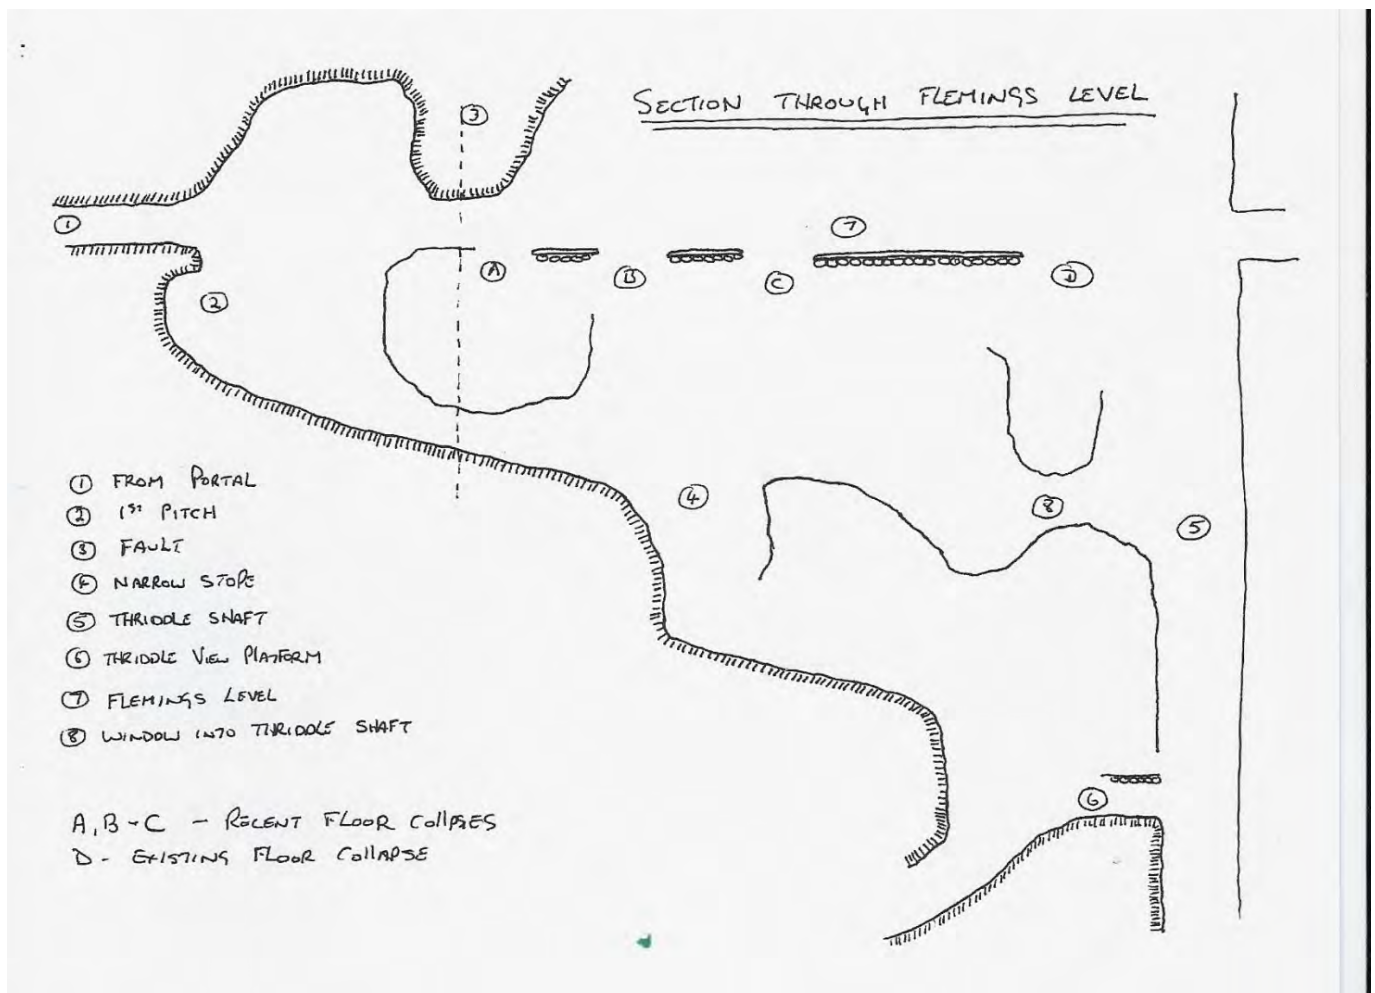 SECTION THROUGH FLEMINGS LEVEL
3
1
7
A
B
C
D
2
4
8
5
6
1 FROM PORTAL
2 1ST PITCH
3 FAULT
4 NARROW STOPE
5 THRIDDLE SHAFT
6 THRIDDLE VIEW PLATFORM
7 FLEMINGS LEVEL
8 WINDOW INTO THRIDDLE SHAFT
A, B + C - RECENT FLOOR COLLAPSES
D - EXISTING FLOOR COLLAPSE